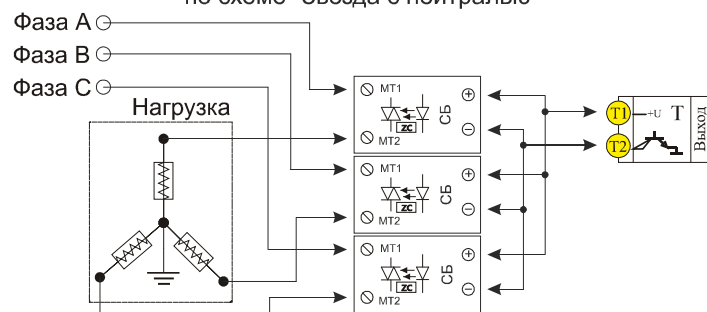 по схеме "Звезда с нейтралью"
Фаза A
Фаза B
Фаза C
Нагрузка
MT1
MT2
ZC
СБ
+
−
MT1
MT2
ZC
СБ
+
−
MT1
MT2
ZC
СБ
+
−
T1
+U
T
T2
Выход